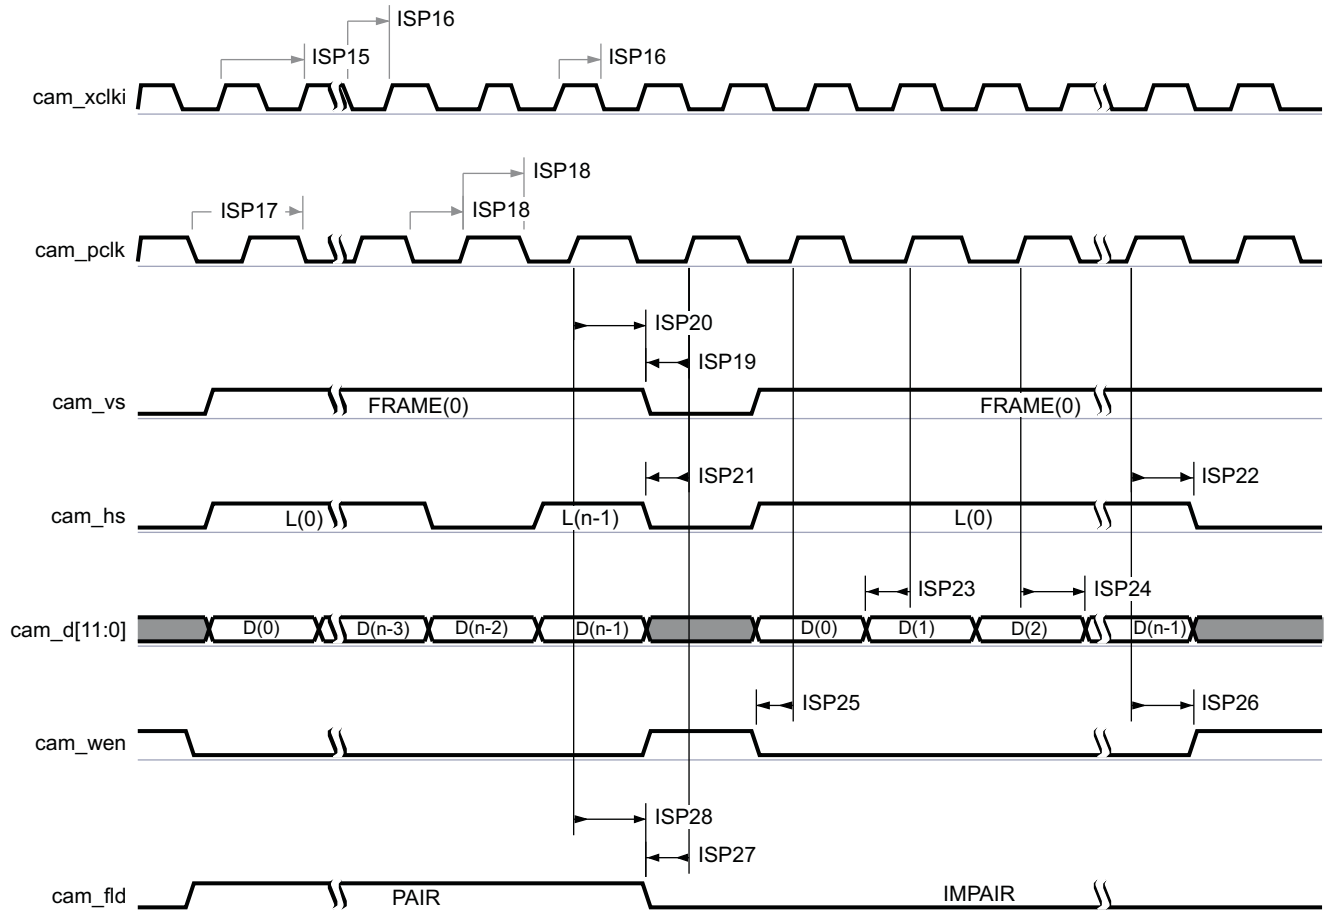 ISP16
ISP15
ISP16
cam_xclki
ISP18
ISP17
ISP18
cam_pclk
ISP20
ISP19
cam_vs
FRAME(0)
FRAME(0)
ISP21
ISP22
cam_hs
L(0)
L(n-1)
L(0)
ISP23
ISP24
cam_d[11:0]
D(0)
D(n-3)
D(n-2)
D(n-1)
D(0)
D(1)
D(2)
D(n-1)
ISP25
ISP26
cam_wen
ISP28
ISP27
cam_fld
PAIR
IMPAIR